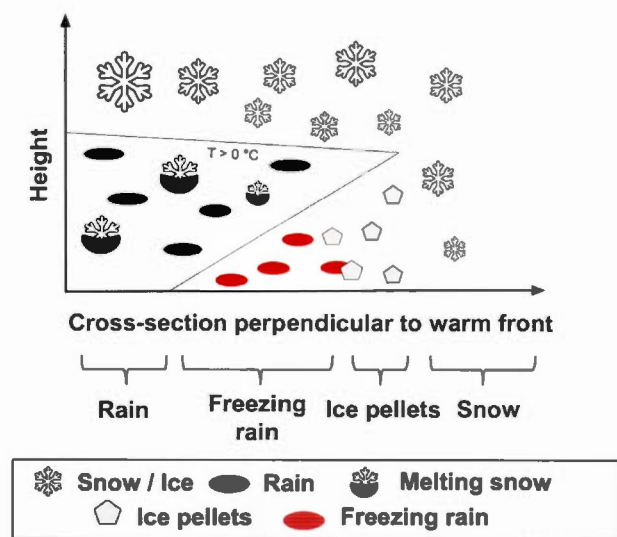 T > 0 °C
Height
Cross-section perpendicular to warm front
Rain
Freezing rain
Ice pellets
Snow
Snow / Ice
Rain
Melting snow
Ice pellets
Freezing rain